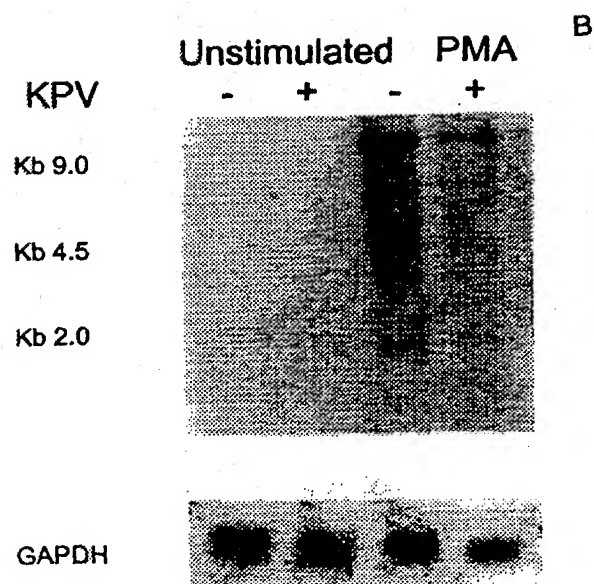 B
Unstimulated PMA
KPV - + - +
Kb 9.0
Kb 4.5
Kb 2.0
GAPDH